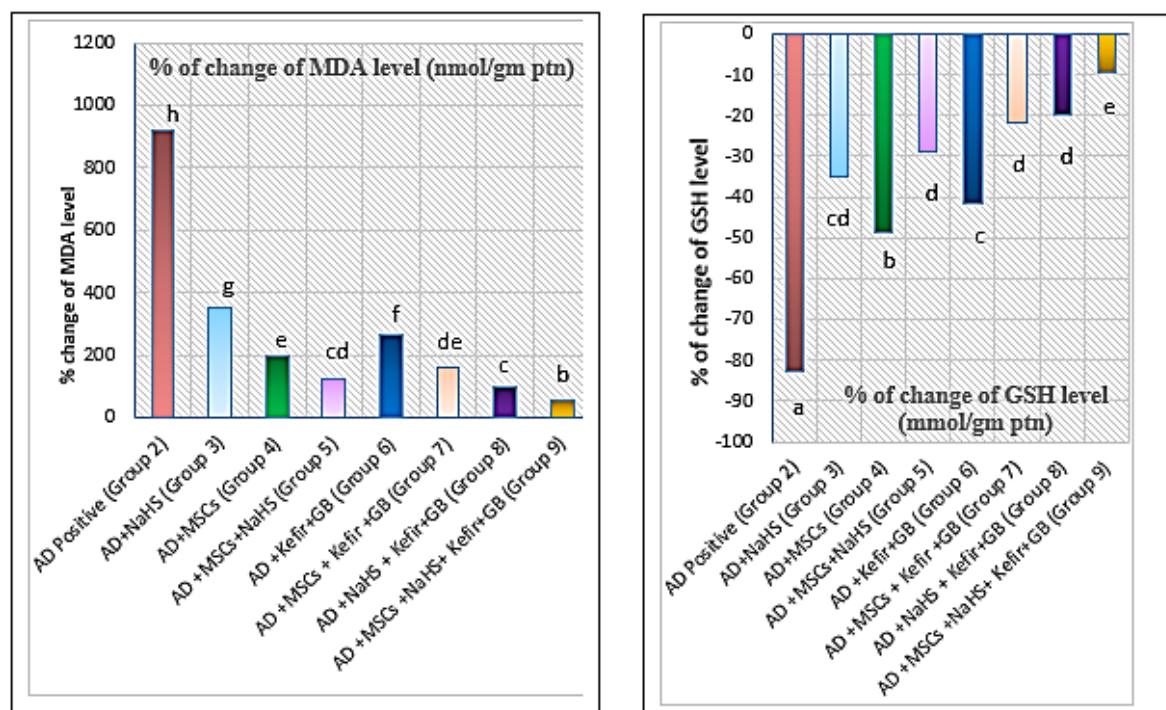 % of change of MDA level (nmol/gm ptn)
% change of MDA level
1200
1000
800
600
400
200
0
h
g
e
cd
f
de
c
b
AD Positive (Group 2)
AD+NaHS (Group 3)
AD+MSCs (Group 4)
AD +MSCs+NaHS (Group 5)
AD +Kefir+GB (Group 6)
AD +MSCs + Kefir +GB (Group 7)
AD +NaHS + Kefir+GB (Group 8)
AD +MSCs +NaHS+ Kefir+GB (Group 9)
% of change of GSH level
0
-10
-20
-30
-40
-50
-60
-70
-80
-90
-100
a
cd
b
d
c
d
d
e
% of change of GSH level
(mmol/gm ptn)
AD Positive (Group 2)
AD+NaHS (Group 3)
AD+MSCs (Group 4)
AD +MSCs+NaHS (Group 5)
AD +Kefir+GB (Group 6)
AD +MSCs + Kefir +GB (Group 7)
AD +NaHS + Kefir+GB (Group 8)
AD +MSCs +NaHS+ Kefir+GB (Group 9)